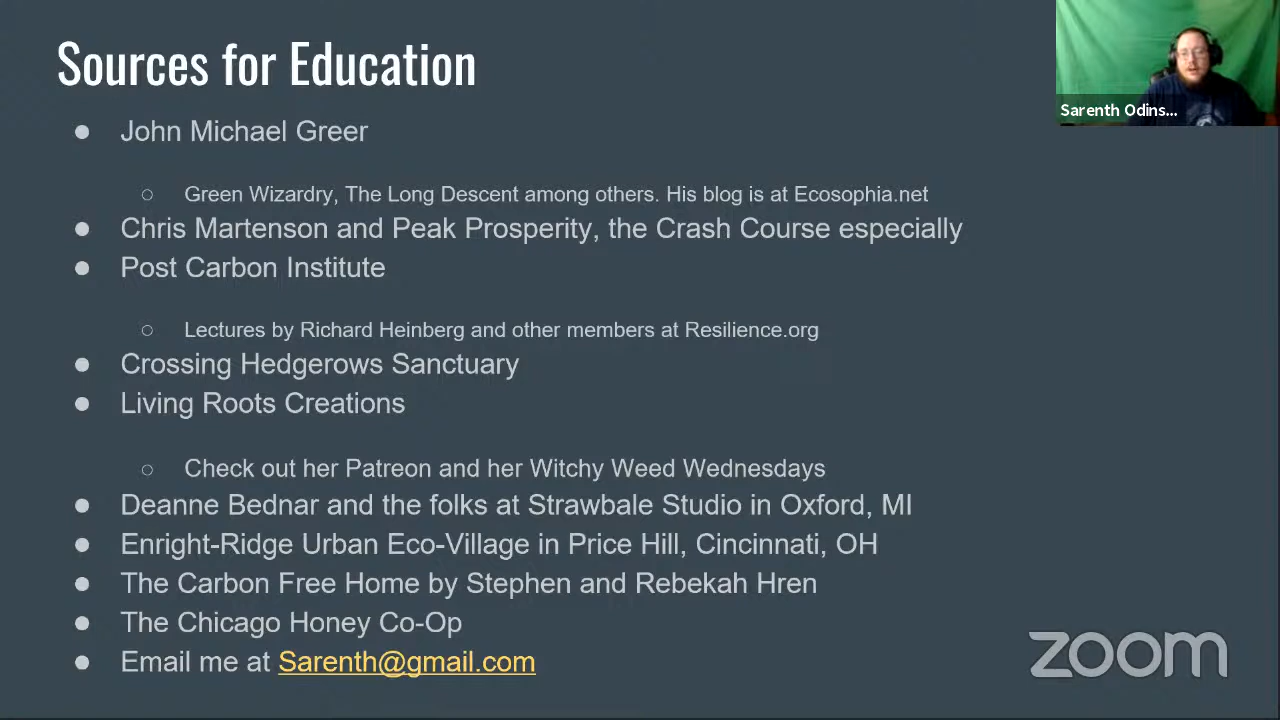 Sources for Education
Sarenth Odins...
● John Michael Greer
○ Green Wizardry, The Long Descent among others. His blog is at Ecosophia.net
● Chris Martenson and Peak Prosperity, the Crash Course especially
● Post Carbon Institute
○ Lectures by Richard Heinberg and other members at Resilience.org
● Crossing Hedgerows Sanctuary
● Living Roots Creations
○ Check out her Patreon and her Witchy Weed Wednesdays
● Deanne Bednar and the folks at Strawbale Studio in Oxford, MI
● Enright-Ridge Urban Eco-Village in Price Hill, Cincinnati, OH
● The Carbon Free Home by Stephen and Rebekah Hren
● The Chicago Honey Co-Op
● Email me at Sarenth@gmail.com
zoom